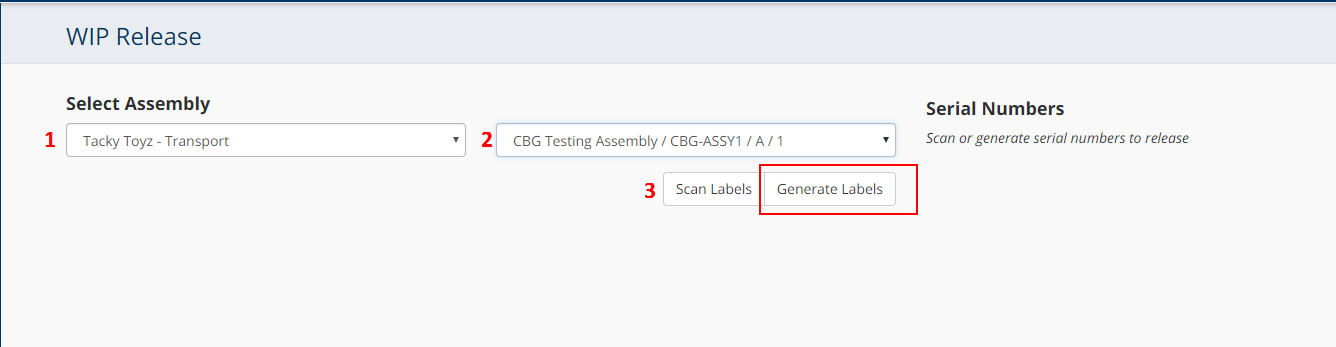 WIP Release
Select Assembly
Serial Numbers
1 Tacky Toyz - Transport
2 CBG Testing Assembly / CBG-ASSY1 / A / 1
Scan or generate serial numbers to release
3 Scan Labels Generate Labels